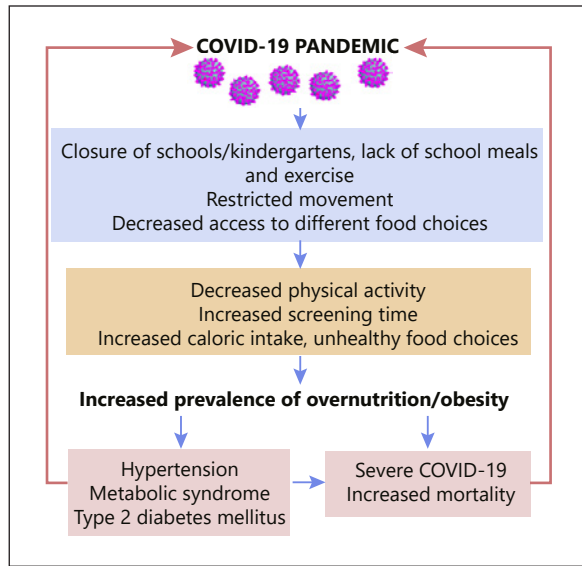 COVID-19 PANDEMIC
Closure of schools/kindergartens, lack of school meals
and exercise
Restricted movement
Decreased access to different food choices
Decreased physical activity
Increased screening time
Increased caloric intake, unhealthy food choices
Increased prevalence of overnutrition/obesity
Hypertension
Metabolic syndrome
Type 2 diabetes mellitus
Severe COVID-19
Increased mortality